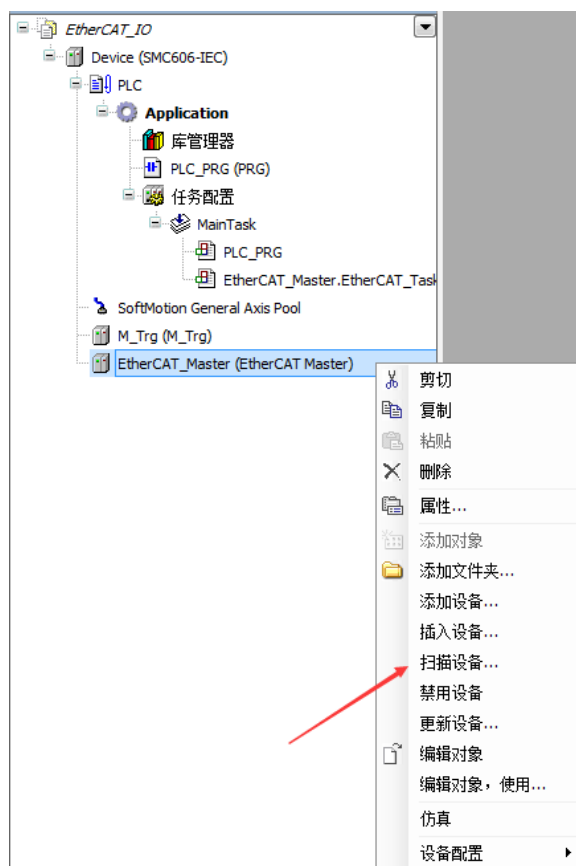 EtherCAT_IO
Device (SMC606-IEC)
PLC
Application
库管理器
PLC_PRG (PRG)
任务配置
MainTask
PLC_PRG
EtherCAT_Master.EtherCAT_Task
SoftMotion General Axis Pool
M_Trg (M_Trg)
EtherCAT_Master (EtherCAT Master)
剪切
复制
粘贴
删除
属性...
添加对象
添加文件夹...
添加设备...
插入设备...
扫描设备...
禁用设备
更新设备...
编辑对象
编辑对象，使用...
仿真
设备配置